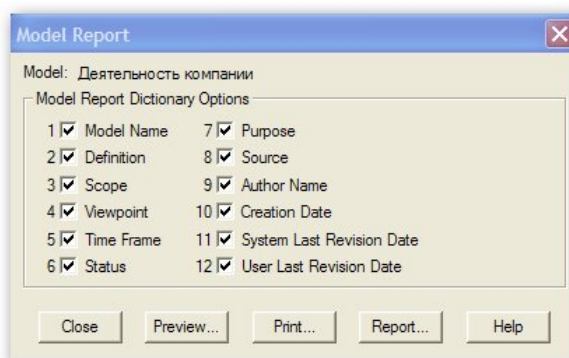 Model Report
Model: Деятельность компании
Model Report Dictionary Options
1 Model Name 7 Purpose
2 Definition 8 Source
3 Scope 9 Author Name
4 Viewpoint 10 Creation Date
5 Time Frame 11 System Last Revision Date
6 Status 12 User Last Revision Date
Close Preview... Print... Report... Help